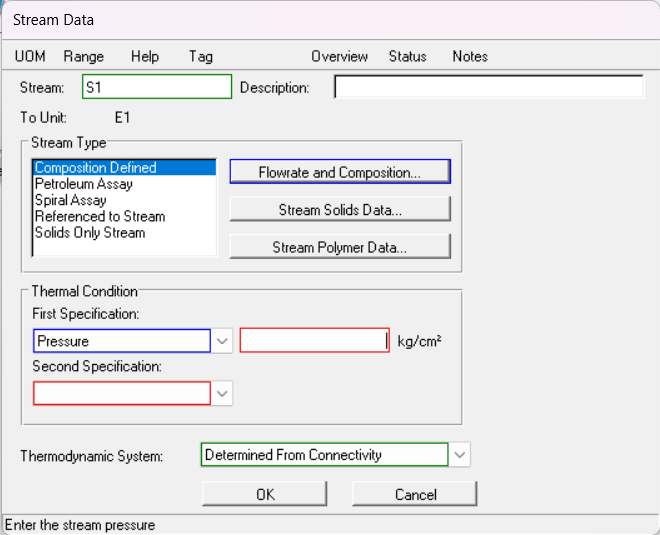 Stream Data
UOM Range Help Tag Overview Status Notes
Stream: S1 Description:
To Unit: E1
Stream Type
Composition Defined
Petroleum Assay
Spiral Assay
Referenced to Stream
Solids Only Stream
Flowrate and Composition...
Stream Solids Data...
Stream Polymer Data...
Thermal Condition
First Specification:
Pressure kg/cm²
Second Specification:
Thermodynamic System: Determined From Connectivity
OK Cancel
Enter the stream pressure